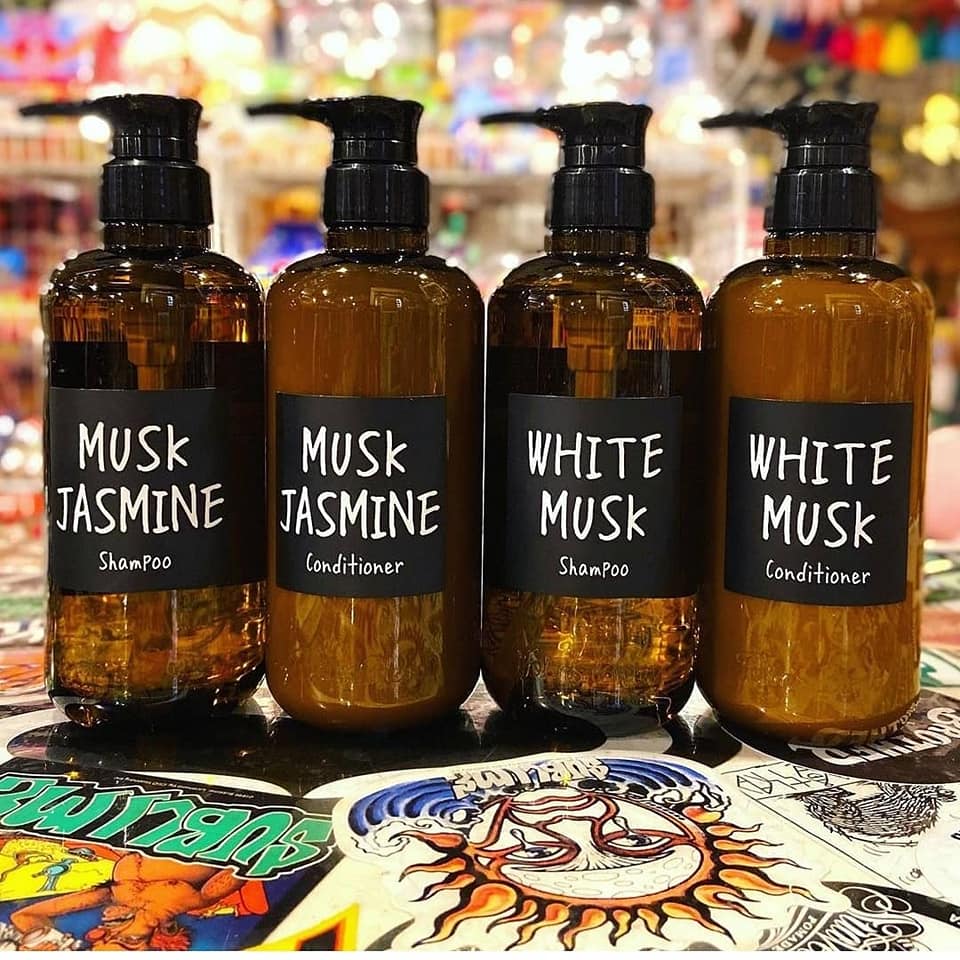 MUSK
JASMINE
ShamPoo
MUSK
JASMINE
Conditioner
WHITE
MUSK
ShamPoo
WHITE
MUSK
Conditioner
SUBLIME
SUBLIME